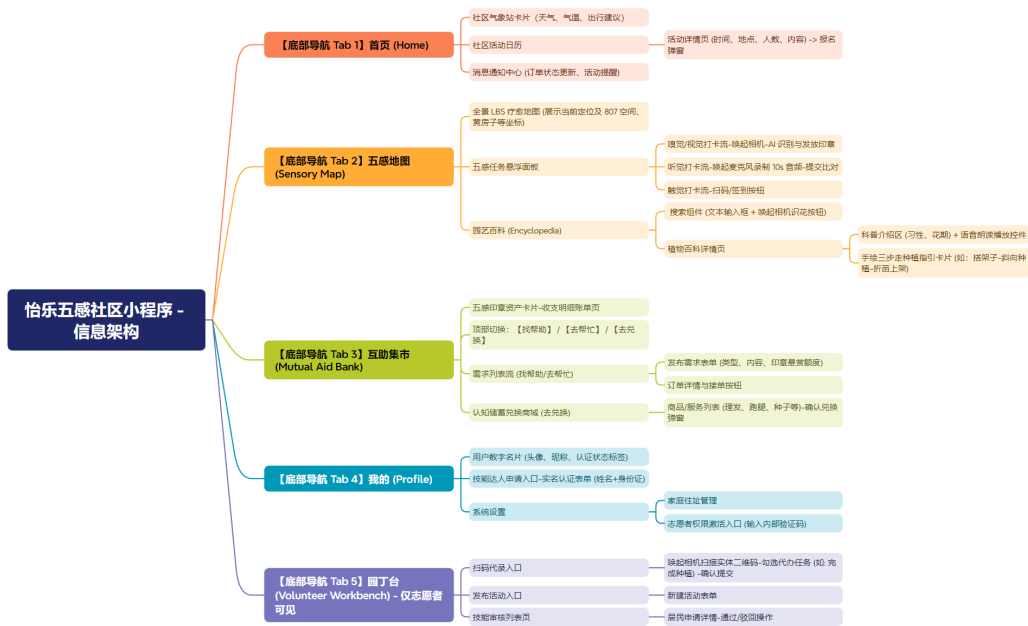 怡乐五感社区小程序 -
信息架构
【底部导航 Tab 1】首页 (Home)
社区气象站卡片（天气、气温、出行建议）
社区活动日历
活动详情页 (时间、地点、人数、内容) -> 报名
弹窗
消息通知中心 (订单状态更新、活动提醒)
【底部导航 Tab 2】五感地图
(Sensory Map)
全景 LBS 疗愈地图 (展示当前定位及 807 空间、
黄房子等坐标)
五感任务悬浮面板
嗅觉/视觉打卡流-唤起相机-AI 识别与发放印章
听觉打卡流-唤起麦克风录制 10s 音频-提交比对
触觉打卡流-扫码/签到按钮
园艺百科 (Encyclopedia)
搜索组件 (文本输入框 + 唤起相机识花按钮)
植物百科详情页
科普介绍区 (习性、花期) + 语音朗读播放控件
手绘三步走种植指引卡片 (如：搭架子-斜向种
植-折苗上架)
【底部导航 Tab 3】互助集市
(Mutual Aid Bank)
五感印章资产卡片-收支明细账单页
顶部切换：【找帮助】 / 【去帮忙】 / 【去兑
换】
需求列表流 (找帮助/去帮忙)
发布需求表单 (类型、内容、印章悬赏额度)
订单详情与接单按钮
认知储蓄兑换商城 (去兑换)
商品/服务列表 (理发、跑腿、种子等)-确认兑换
弹窗
【底部导航 Tab 4】我的 (Profile)
用户数字名片 (头像、昵称、认证状态标签)
技能达人申请入口-实名认证表单 (姓名+身份证)
系统设置
家庭住址管理
志愿者权限激活入口 (输入内部验证码)
【底部导航 Tab 5】园丁台
(Volunteer Workbench) - 仅志愿者
可见
扫码代录入口
唤起相机扫描实体二维码-勾选代办任务 (如: 完
成种植) -确认提交
发布活动入口
新建活动表单
技能审核列表页
居民申请详情-通过/驳回操作